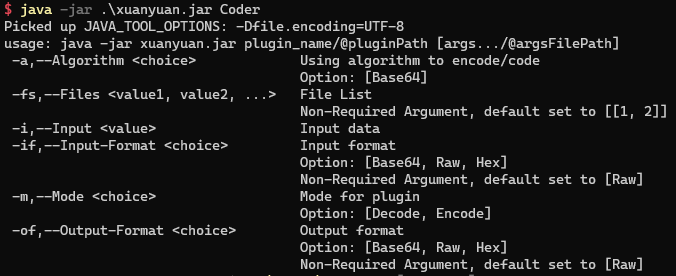 $ java -jar .\xuanyuan.jar Coder
Picked up JAVA_TOOL_OPTIONS: -Dfile.encoding=UTF-8
usage: java -jar xuanyuan.jar plugin_name/@pluginPath [args.../@argsFilePath]
-a,--Algorithm <choice> Using algorithm to encode/code
Option: [Base64]
-fs,--Files <value1, value2, ...> File List
Non-Required Argument, default set to [[1, 2]]
-i,--Input <value> Input data
-if,--Input-Format <choice> Input format
Option: [Base64, Raw, Hex]
Non-Required Argument, default set to [Raw]
-m,--Mode <choice> Mode for plugin
Option: [Decode, Encode]
-of,--Output-Format <choice> Output format
Option: [Base64, Raw, Hex]
Non-Required Argument, default set to [Raw]